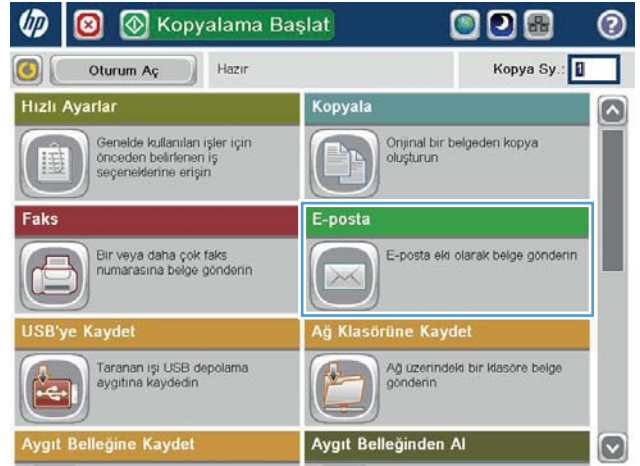 hp
Kopyalama Başlat
?
Oturum Aç
Hazır
Kopya Sy.: 1
Hızlı Ayarlar
Genelde kullanılan işler için
önceden belirlenen iş
seçeneklerine erişin
Kopyala
Orijinal bir belgeden kopya
oluşturun
Faks
Bir veya daha çok faks
numarasına belge gönderin
E-posta
E-posta eki olarak belge gönderin
USB'ye Kaydet
Taranan işi USB depolama
aygıtına kaydedin
Ağ Klasörüne Kaydet
Ağ üzerindeki bir klasöre belge
gönderin
Aygıt Belleğine Kaydet
Aygıt Belleğinden Al